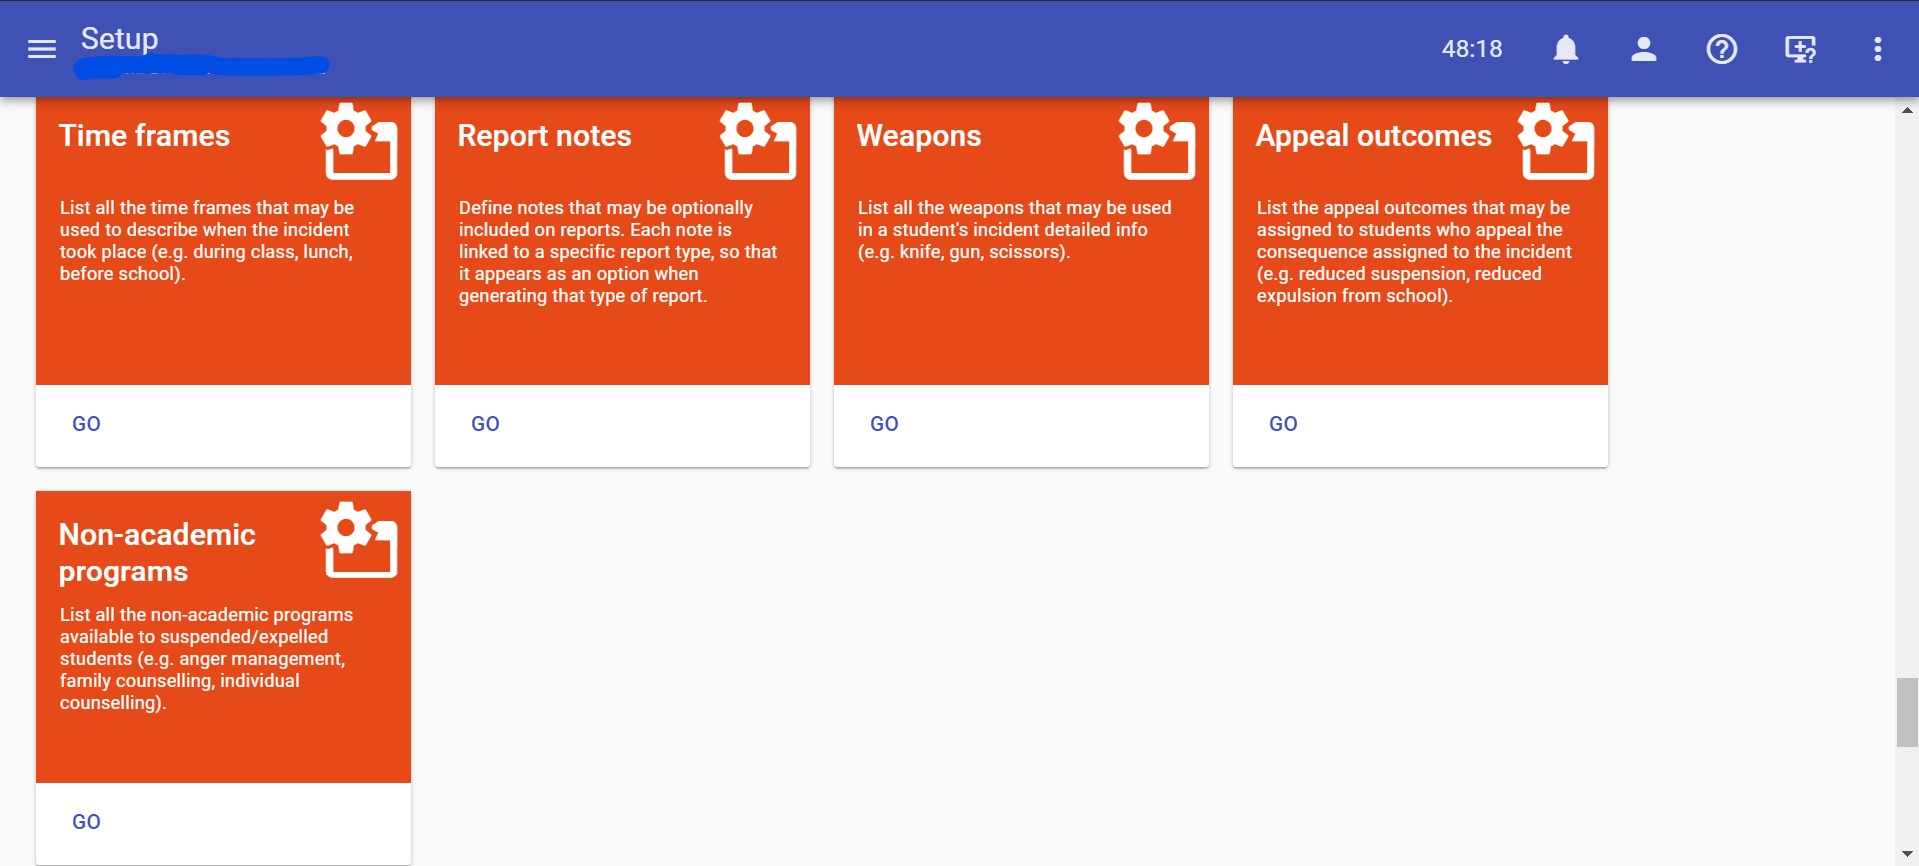 Setup
48:18
Time frames
List all the time frames that may be
used to describe when the incident
took place (e.g. during class, lunch,
before school).
GO
Report notes
Define notes that may be optionally
included on reports. Each note is
linked to a specific report type, so that
it appears as an option when
generating that type of report.
GO
Weapons
List all the weapons that may be used
in a student's incident detailed info
(e.g. knife, gun, scissors).
GO
Appeal outcomes
List the appeal outcomes that may be
assigned to students who appeal the
consequence assigned to the incident
(e.g. reduced suspension, reduced
expulsion from school).
GO
Non-academic
programs
List all the non-academic programs
available to suspended/expelled
students (e.g. anger management,
family counselling, individual
counselling).
GO